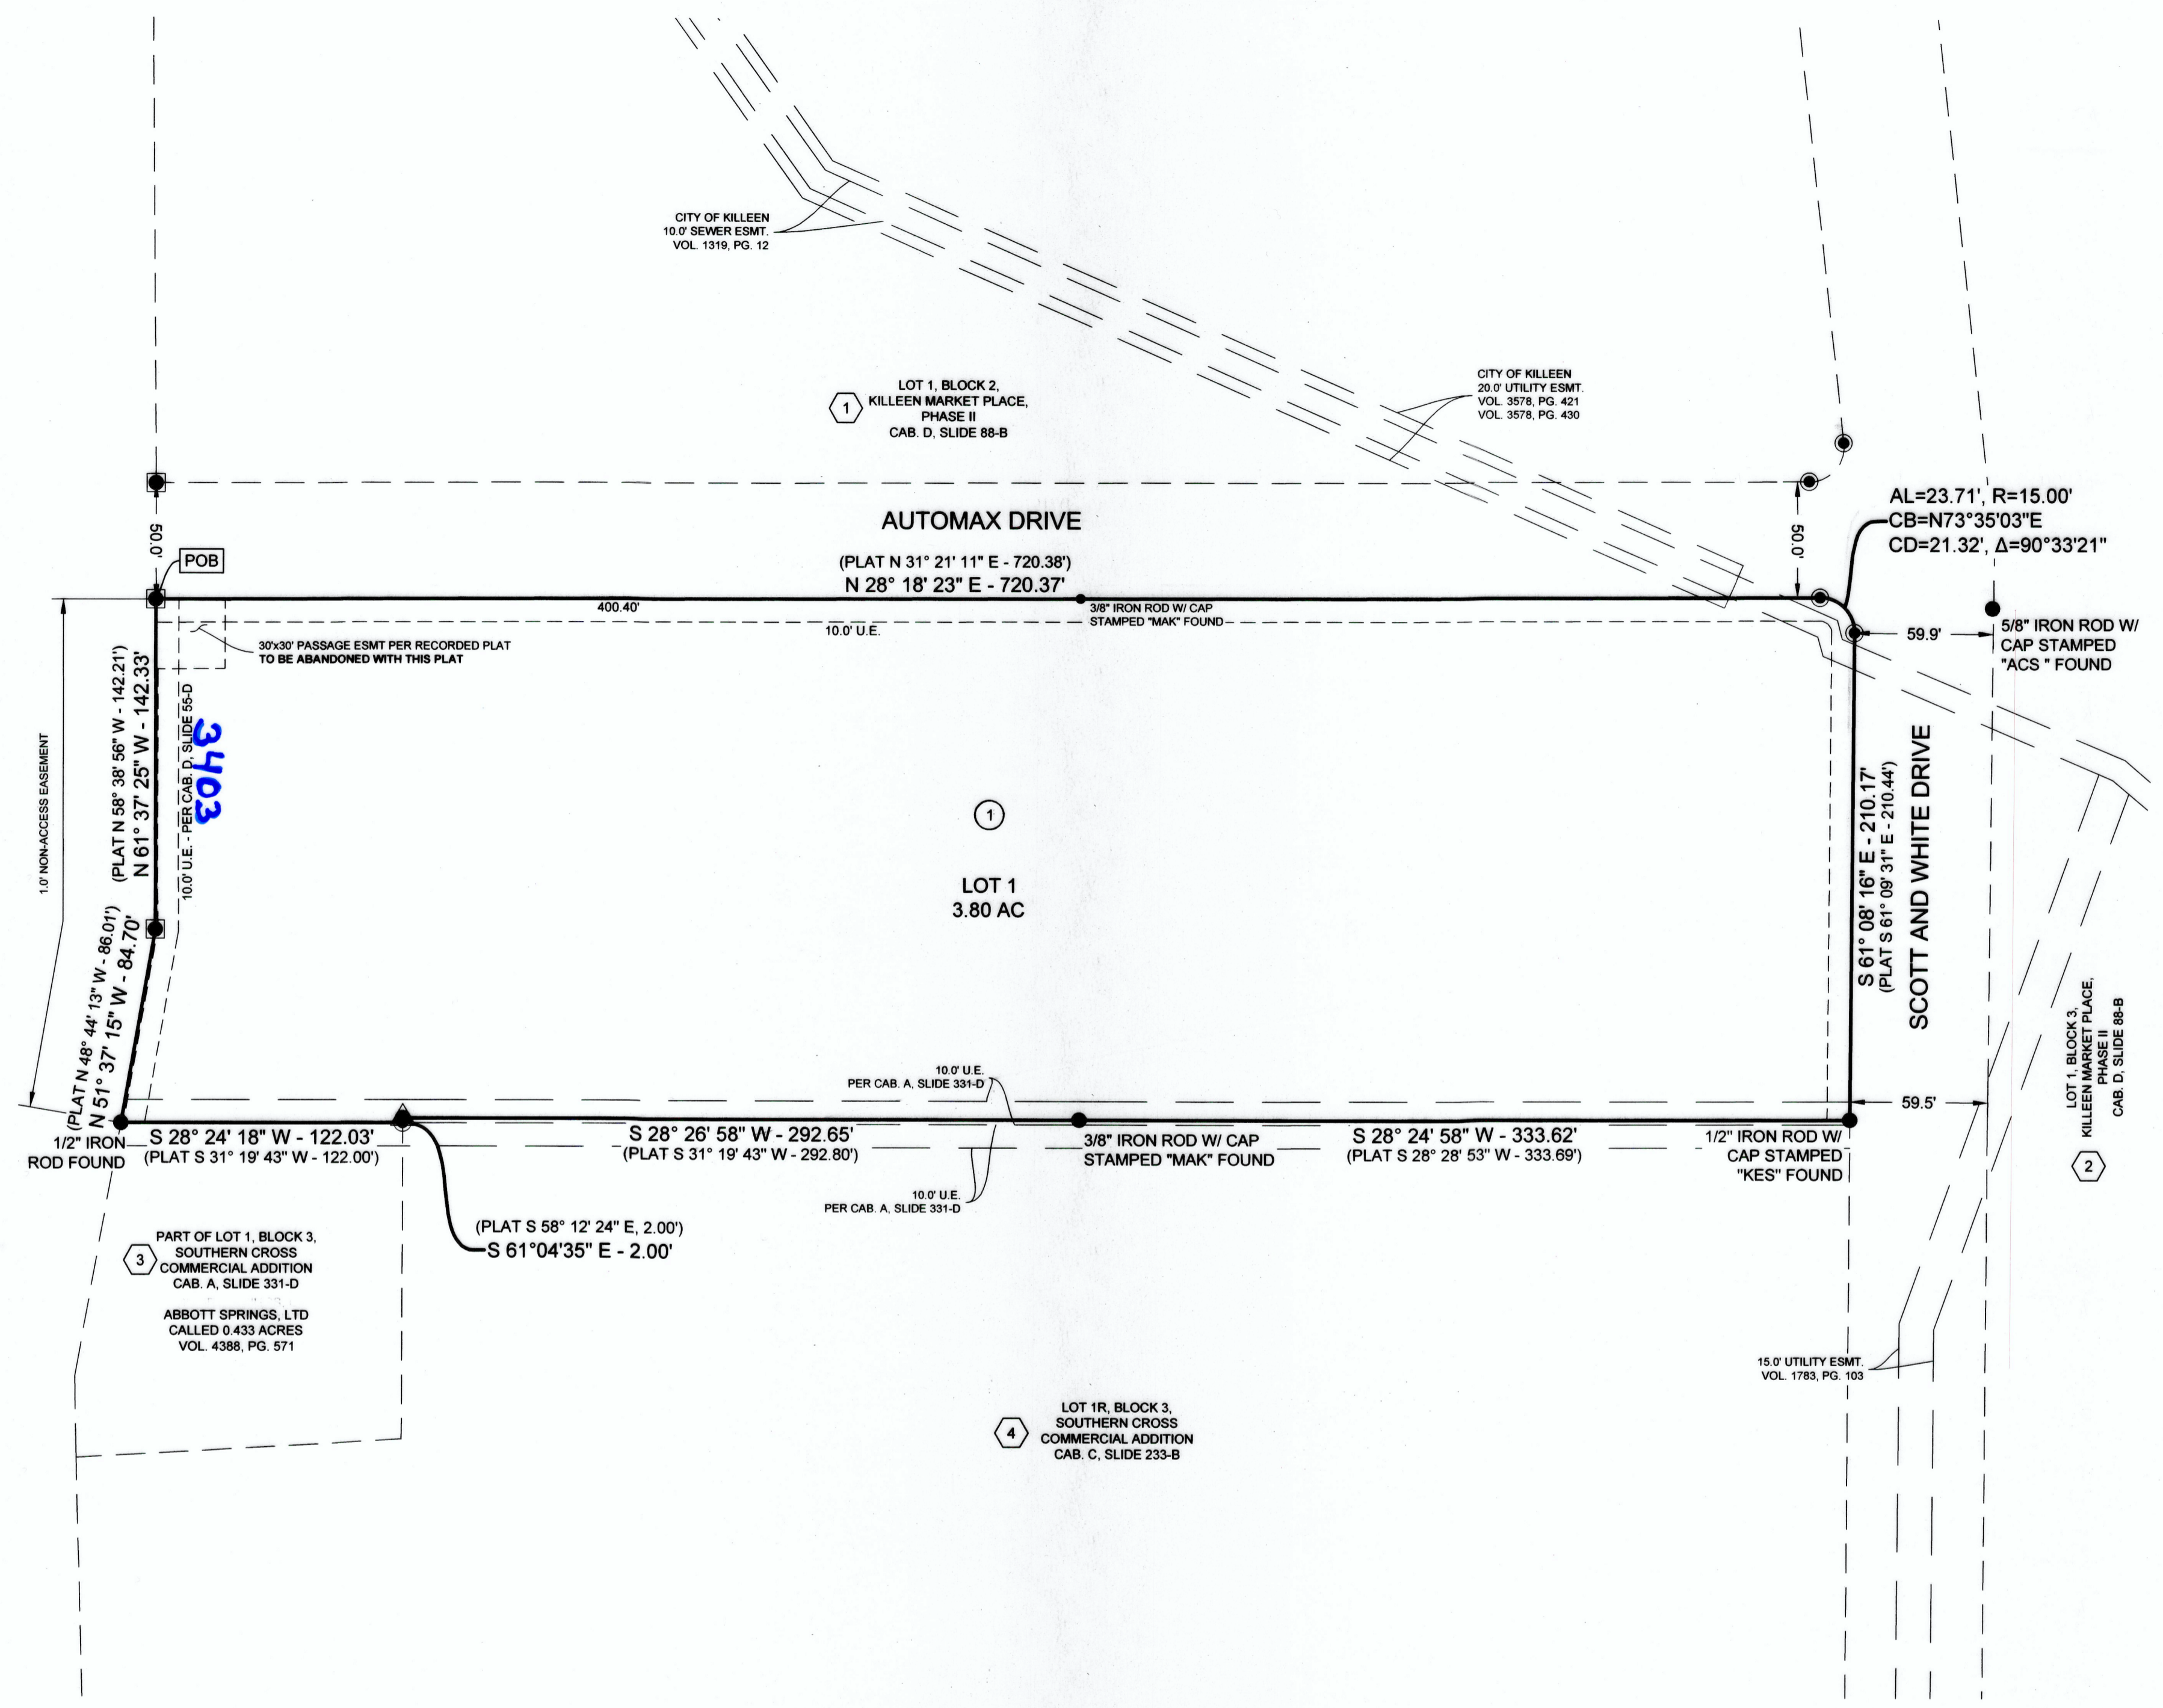 CITY OF KILLEEN
10.0' SEWER ESMT.
VOL. 1319, PG. 12
LOT 1, BLOCK 2,
KILLEEN MARKET PLACE,
PHASE II
CAB. D, SLIDE 88-B
1
CITY OF KILLEEN
20.0' UTILITY ESMT.
VOL. 3578, PG. 421
VOL. 3578, PG. 430
50.0'
POB
AUTOMAX DRIVE
(PLAT N 31° 21' 11" E - 720.38')
N 28° 18' 23" E - 720.37'
400.40'
3/8" IRON ROD W/ CAP
STAMPED "MAK" FOUND
10.0' U.E.
50.0'
AL=23.71', R=15.00'
CB=N73°35'03"E
CD=21.32', Δ=90°33'21"
59.9'
5/8" IRON ROD W/
CAP STAMPED
"ACS " FOUND
30'x30' PASSAGE ESMT PER RECORDED PLAT
TO BE ABANDONED WITH THIS PLAT
1.0' NON-ACCESS EASEMENT
(PLAT N 58° 38' 56" W - 142.21')
N 61° 37' 25" W - 142.33'
10.0' U.E. - PER CAB. D, SLIDE 55-D
3403
(PLAT N 48° 44' 13" W - 86.01')
N 51° 37' 15" W - 84.70'
1
LOT 1
3.80 AC
S 61° 08' 16" E - 210.17'
(PLAT S 61° 09' 31" E - 210.44')
SCOTT AND WHITE DRIVE
LOT 1, BLOCK 3,
KILLEEN MARKET PLACE,
PHASE II
CAB. D, SLIDE 88-B
2
10.0' U.E.
PER CAB. A, SLIDE 331-D
59.5'
1/2" IRON
ROD FOUND
S 28° 24' 18" W - 122.03'
(PLAT S 31° 19' 43" W - 122.00')
S 28° 26' 58" W - 292.65'
(PLAT S 31° 19' 43" W - 292.80')
3/8" IRON ROD W/ CAP
STAMPED "MAK" FOUND
S 28° 24' 58" W - 333.62'
(PLAT S 28° 28' 53" W - 333.69')
1/2" IRON ROD W/
CAP STAMPED
"KES" FOUND
10.0' U.E.
PER CAB. A, SLIDE 331-D
(PLAT S 58° 12' 24" E, 2.00')
S 61°04'35" E - 2.00'
3
PART OF LOT 1, BLOCK 3,
SOUTHERN CROSS
COMMERCIAL ADDITION
CAB. A, SLIDE 331-D
ABBOTT SPRINGS, LTD
CALLED 0.433 ACRES
VOL. 4388, PG. 571
15.0' UTILITY ESMT.
VOL. 1783, PG. 103
4
LOT 1R, BLOCK 3,
SOUTHERN CROSS
COMMERCIAL ADDITION
CAB. C, SLIDE 233-B